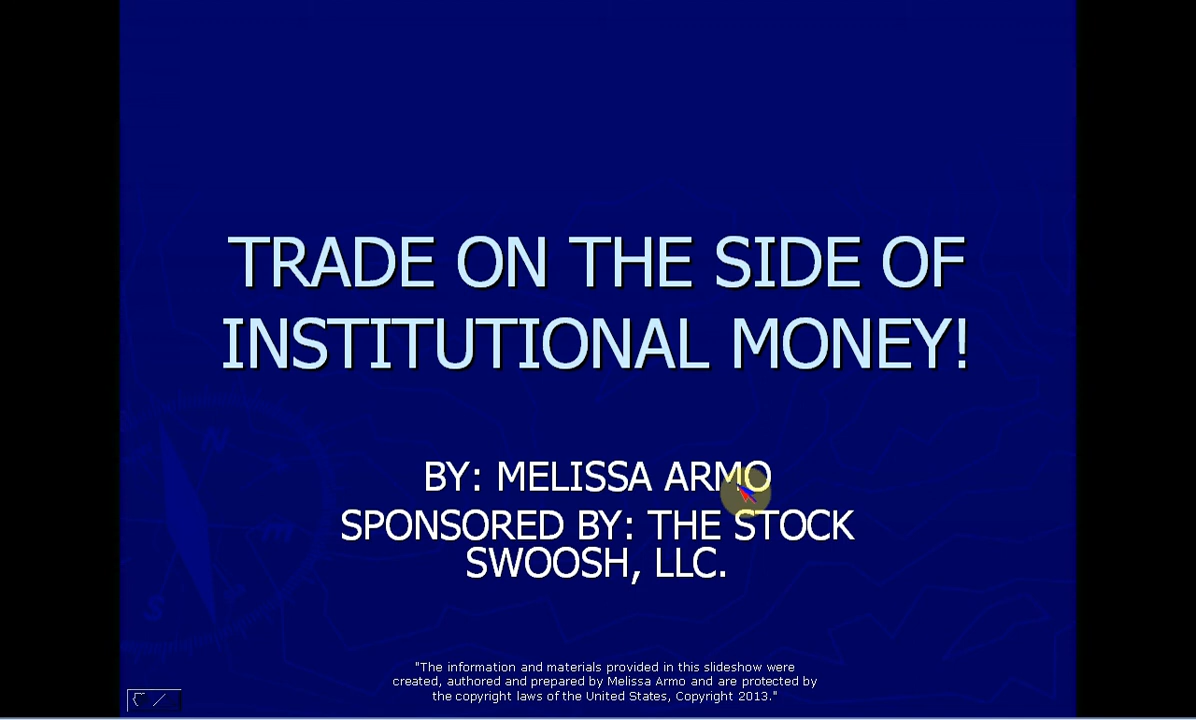 TRADE ON THE SIDE OF
INSTITUTIONAL MONEY!
BY: MELISSA ARMO
SPONSORED BY: THE STOCK
SWOOSH, LLC.
"The information and materials provided in this slideshow were
created, authored and prepared by Melissa Armo and are protected by
the copyright laws of the United States, Copyright 2013."
N
S